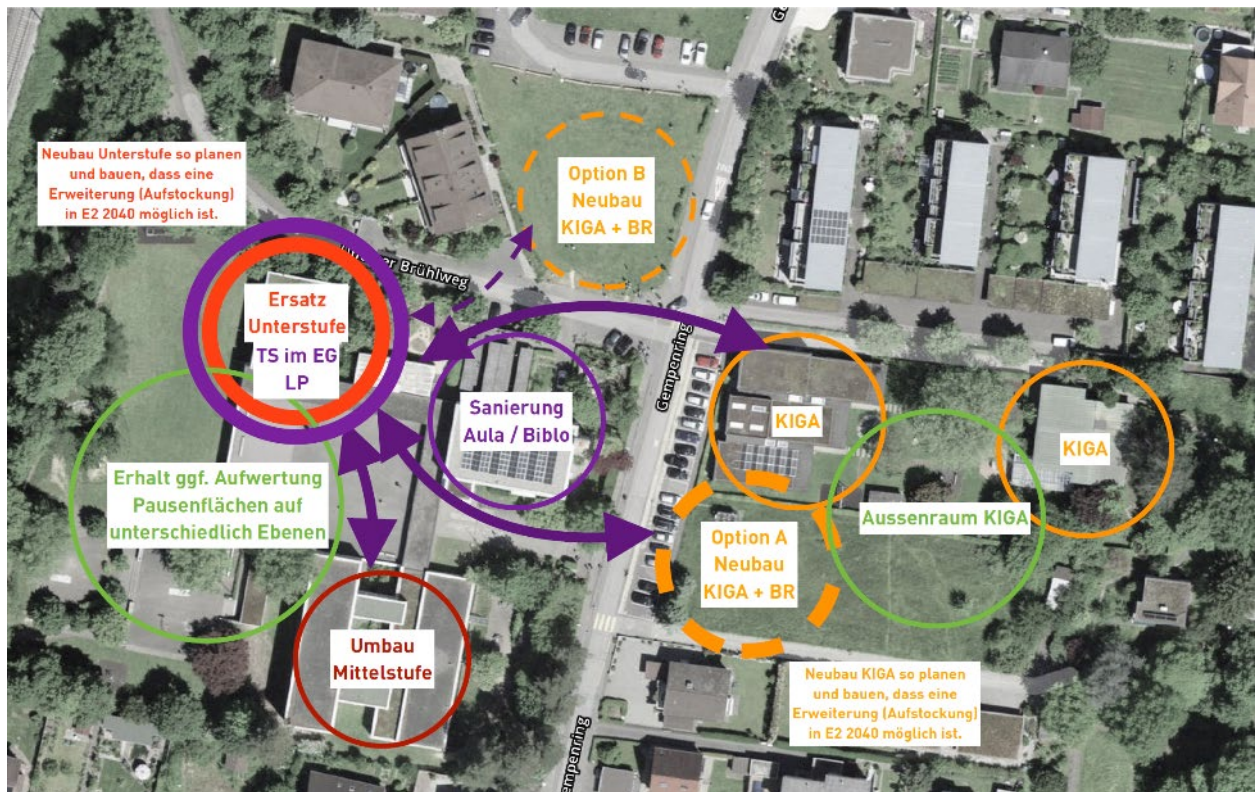 Ge
Neubau Unterstufe so planen
und bauen, dass eine
Erweiterung (Aufstockung)
in E2 2040 möglich ist.
Option B
Neubau
KIGA + BR
er Brühlweg
Ersatz
Unterstufe
TS im EG
LP
Gempenring
Sanierung
Aula / Biblo
KIGA
KIGA
Erhalt ggf. Aufwertung
Pausenflächen auf
unterschiedlich Ebenen
Aussenraum KIGA
Option A
Neubau
KIGA + BR
Umbau
Mittelstufe
Neubau KIGA so planen
und bauen, dass eine
Erweiterung (Aufstockung)
in E2 2040 möglich ist.
empenring